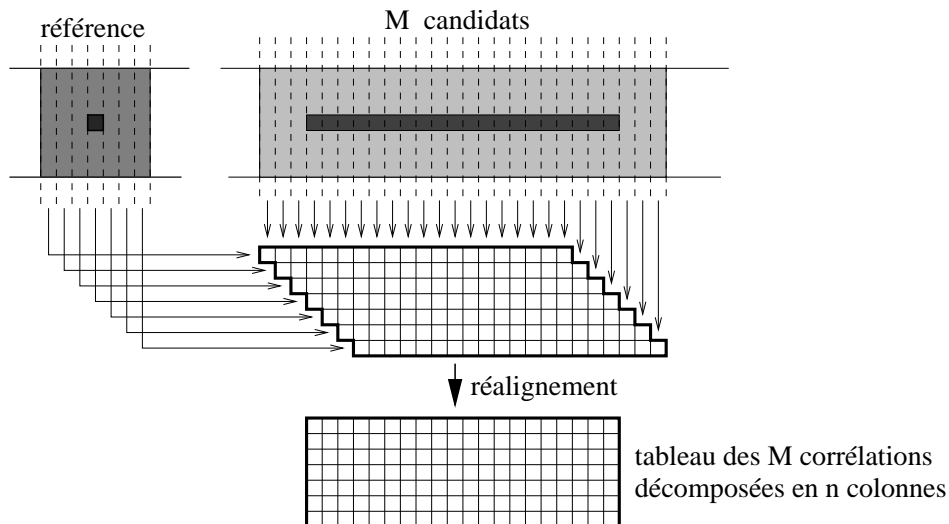 référence
M candidats
réalignement
tableau des M corrélations
décomposées en n colonnes